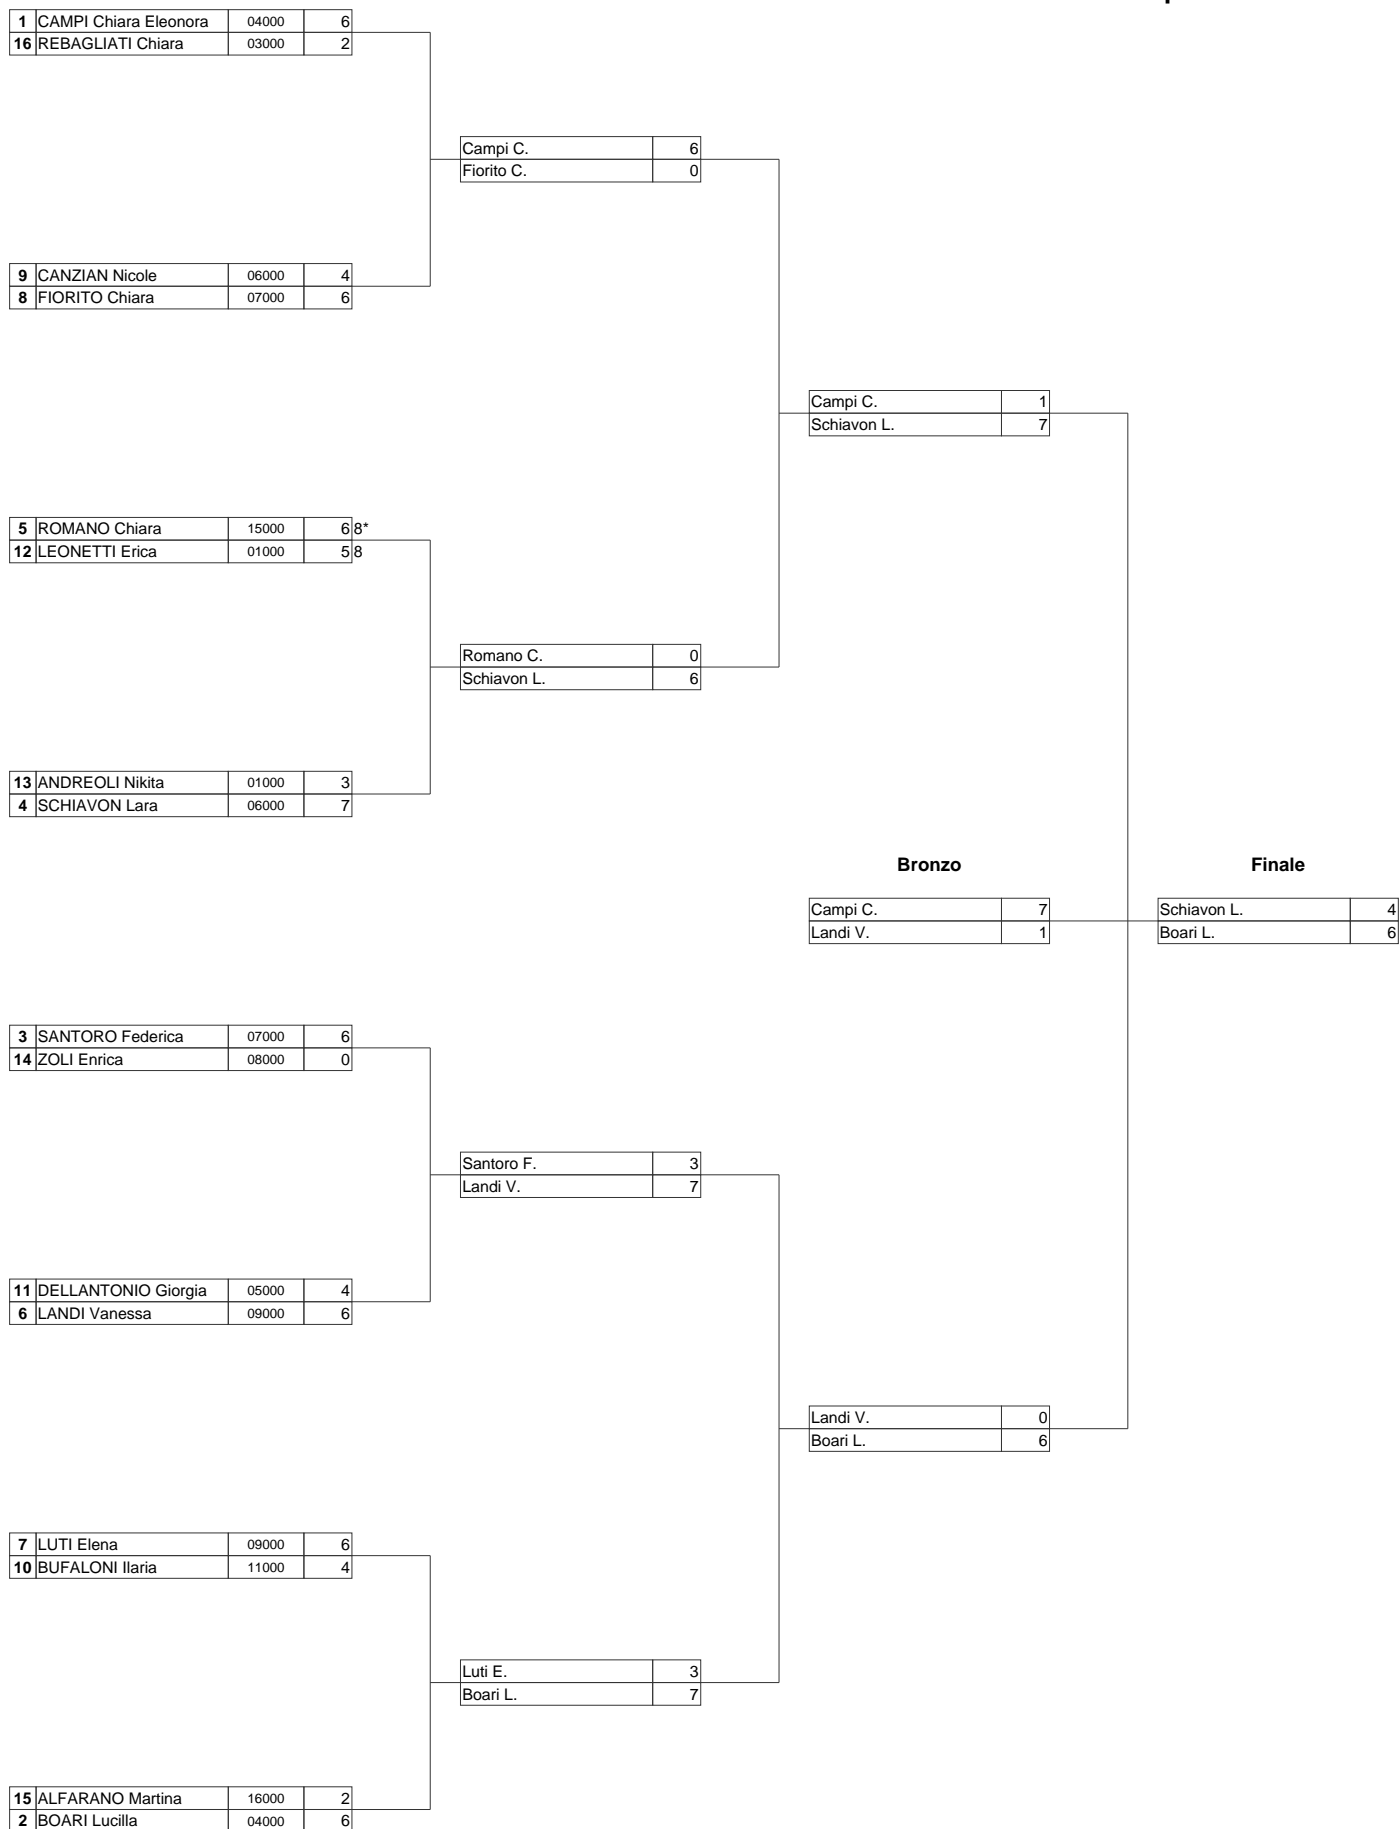 1 CAMPI Chiara Eleonora 04000 6
16 REBAGLIATI Chiara 03000 2
Campi C. 6
Fiorito C. 0
9 CANZIAN Nicole 06000 4
8 FIORITO Chiara 07000 6
Campi C. 1
Schiavon L. 7
5 ROMANO Chiara 15000 6 8*
12 LEONETTI Erica 01000 5 8
Romano C. 0
Schiavon L. 6
13 ANDREOLI Nikita 01000 3
4 SCHIAVON Lara 06000 7
Bronzo Finale
Campi C. 7 Schiavon L. 4
Landi V. 1 Boari L. 6
3 SANTORO Federica 07000 6
14 ZOLI Enrica 08000 0
Santoro F. 3
Landi V. 7
11 DELLANTONIO Giorgia 05000 4
6 LANDI Vanessa 09000 6
Landi V. 0
Boari L. 6
7 LUTI Elena 09000 6
10 BUFALONI Ilaria 11000 4
Luti E. 3
Boari L. 7
15 ALFARANO Martina 16000 2
2 BOARI Lucilla 04000 6